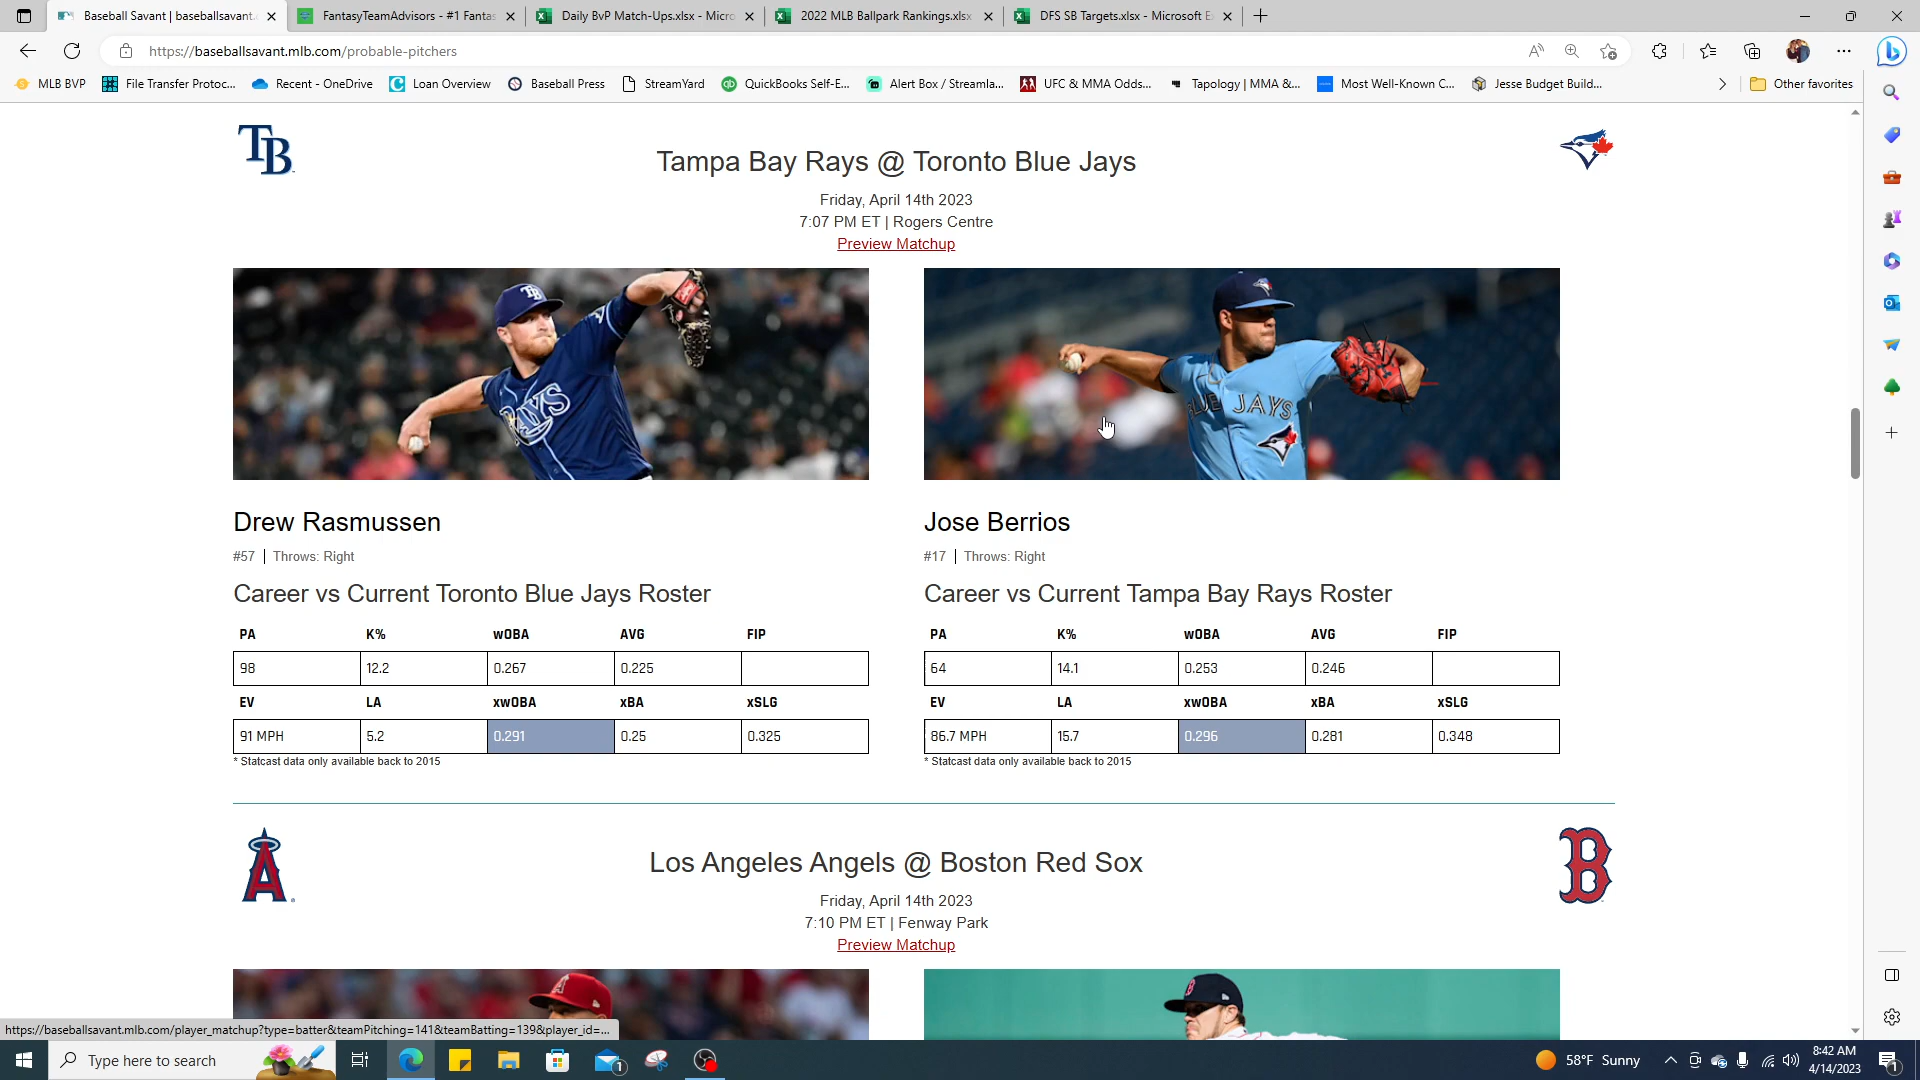 Baseball Savant | baseballsavant.
FantasyTeamAdvisors - #1 Fantas
Daily BvP Match-Ups.xlsx - Micro
2022 MLB Ballpark Rankings.xlsx
DFS SB Targets.xlsx - Microsoft E
https://baseballsavant.mlb.com/probable-pitchers
MLB BVP
File Transfer Protoc...
Recent - OneDrive
Loan Overview
Baseball Press
StreamYard
QuickBooks Self-E...
Alert Box / Streamla...
UFC & MMA Odds...
Tapology | MMA &...
Most Well-Known C...
Jesse Budget Build...
Other favorites
TB
Tampa Bay Rays @ Toronto Blue Jays
Friday, April 14th 2023
7:07 PM ET | Rogers Centre
Preview Matchup
TB
RAYS
BLUE JAYS
Drew Rasmussen
#57 | Throws: Right
Career vs Current Toronto Blue Jays Roster
PA K% wOBA AVG FIP
98 12.2 0.267 0.225
EV LA xwOBA xBA xSLG
91 MPH 5.2 0.291 0.25 0.325
* Statcast data only available back to 2015
Jose Berrios
#17 | Throws: Right
Career vs Current Tampa Bay Rays Roster
PA K% wOBA AVG FIP
64 14.1 0.253 0.246
EV LA xwOBA xBA xSLG
86.7 MPH 15.7 0.296 0.281 0.348
* Statcast data only available back to 2015
A
Los Angeles Angels @ Boston Red Sox
B
Friday, April 14th 2023
7:10 PM ET | Fenway Park
Preview Matchup
A
B
https://baseballsavant.mlb.com/player_matchup?type=batter&teamPitching=141&teamBatting=139&player_id=...
Type here to search
1
58°F Sunny
8:42 AM
4/14/2023
1